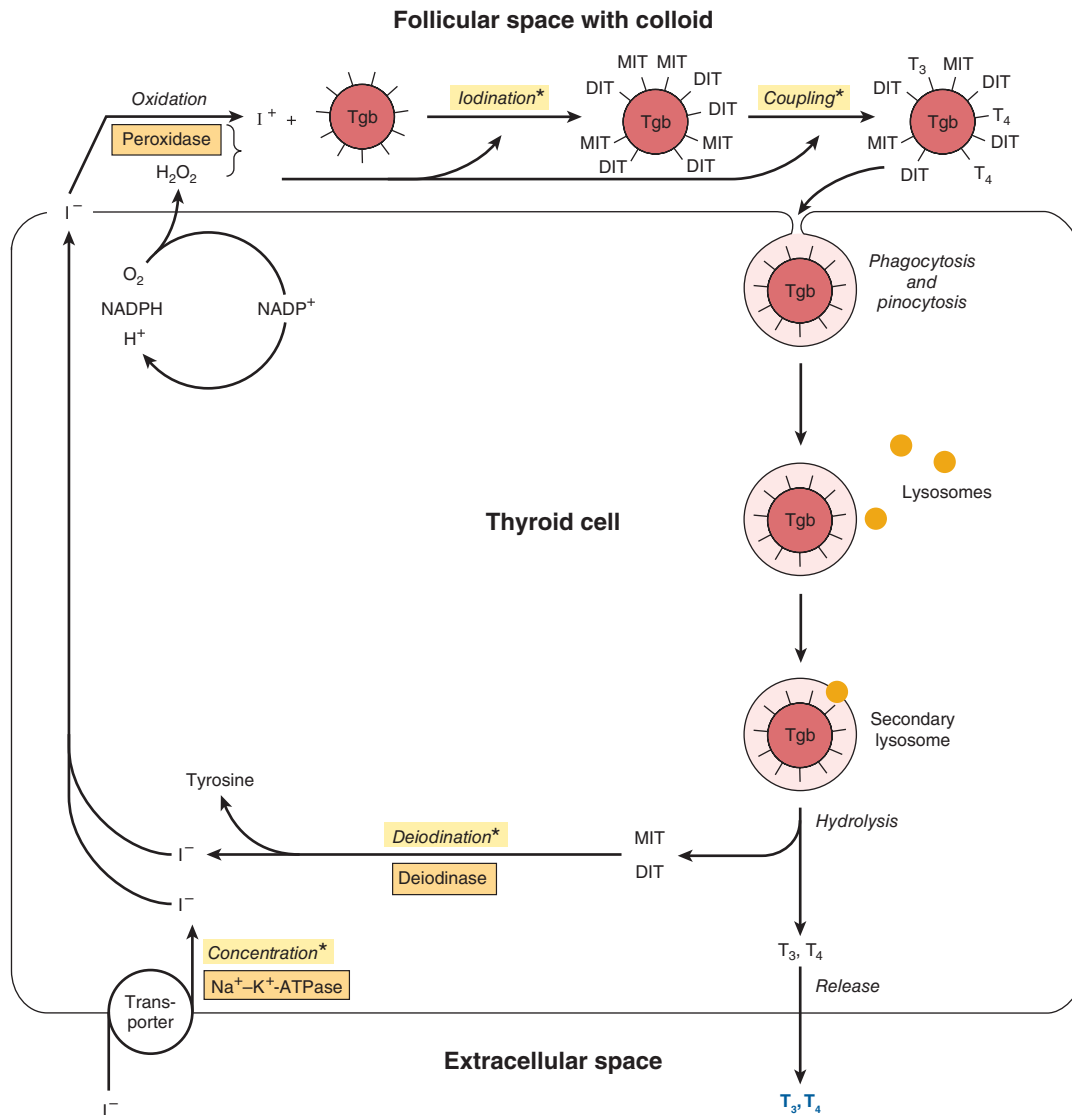 Follicular space with colloid
Oxidation
Peroxidase
H₂O₂
I⁺ +
Tgb
Iodination*
MIT MIT
DIT DIT
DIT
Tgb
MIT MIT
DIT DIT
Coupling*
T₃ MIT
DIT DIT
T₄
Tgb
MIT DIT
DIT T₄
I⁻
O₂
NADPH
H⁺
NADP⁺
Tgb
Phagocytosis
and
pinocytosis
Thyroid cell
Tgb
Lysosomes
Tgb
Secondary
lysosome
Hydrolysis
Tyrosine
Deiodination*
Deiodinase
MIT
DIT
I⁻
I⁻
Concentration*
Na⁺–K⁺-ATPase
Trans-
porter
T₃, T₄
Release
Extracellular space
I⁻
T₃, T₄